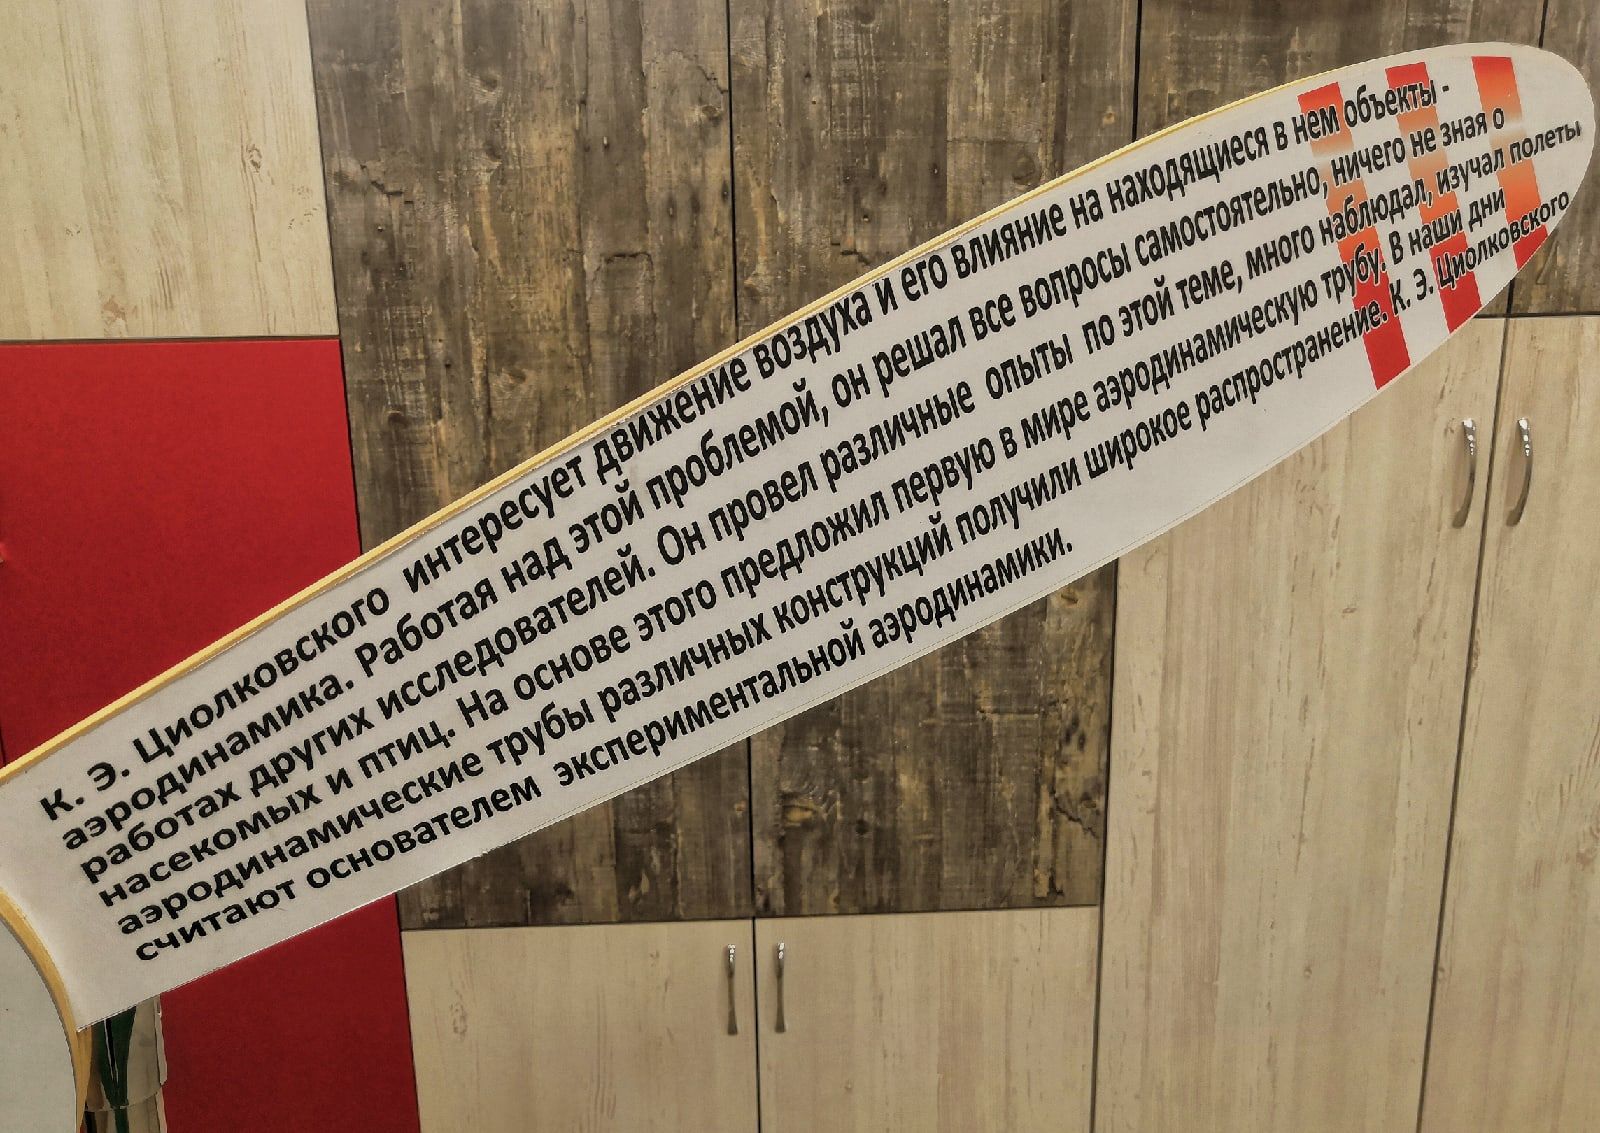 К. Э. Циолковского интересует движение воздуха и его влияние на находящиеся в нем объекты -
аэродинамика. Работая над этой проблемой, он решал все вопросы самостоятельно, ничего не зная о
работах других исследователей. Он провел различные опыты по этой теме, много наблюдал, изучал полеты
насекомых и птиц. На основе этого предложил первую в мире аэродинамическую трубу. В наши дни
аэродинамические трубы различных конструкций получили широкое распространение. К. Э. Циолковского
считают основателем экспериментальной аэродинамики.